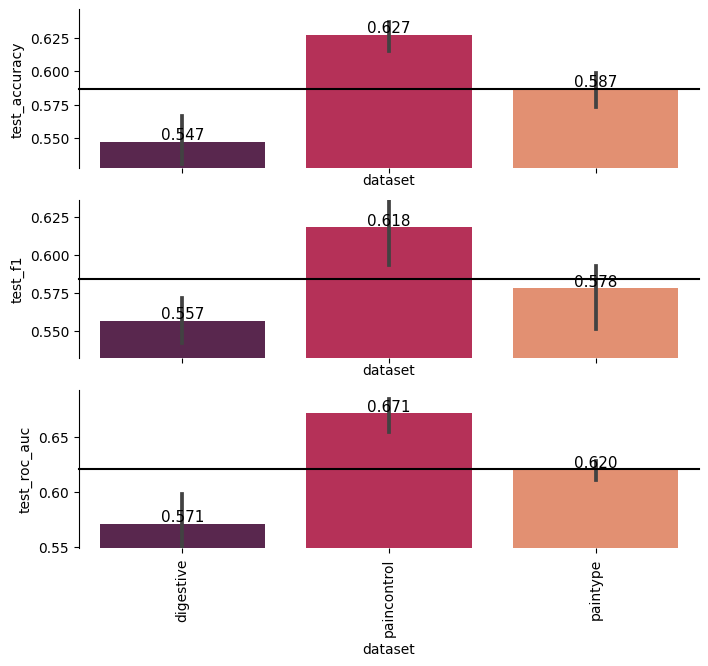 test_accuracy
0.625
0.600
0.575
0.550
0.547
0.627
0.587
dataset
test_f1
0.625
0.600
0.575
0.550
0.557
0.618
0.578
dataset
test_roc_auc
0.65
0.60
0.55
0.571
0.671
0.620
digestive
paincontrol
paintype
dataset